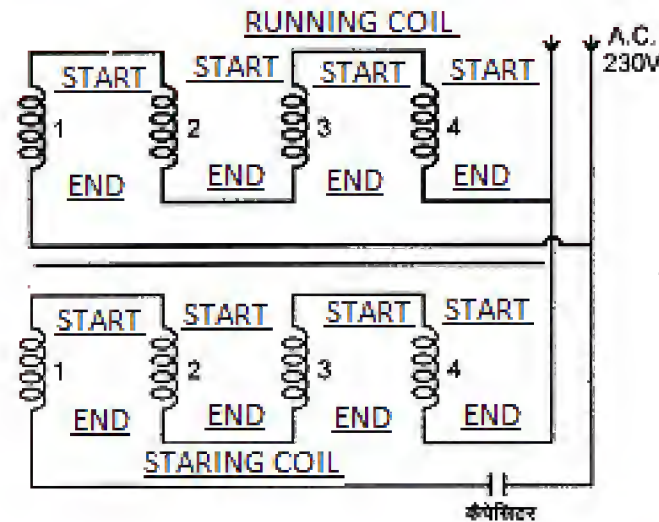 RUNNING COIL
A.C.
230V
START START START START
1 2 3 4
END END END END
START START START START
1 2 3 4
END END END END
STARING COIL
कैपेसिटर